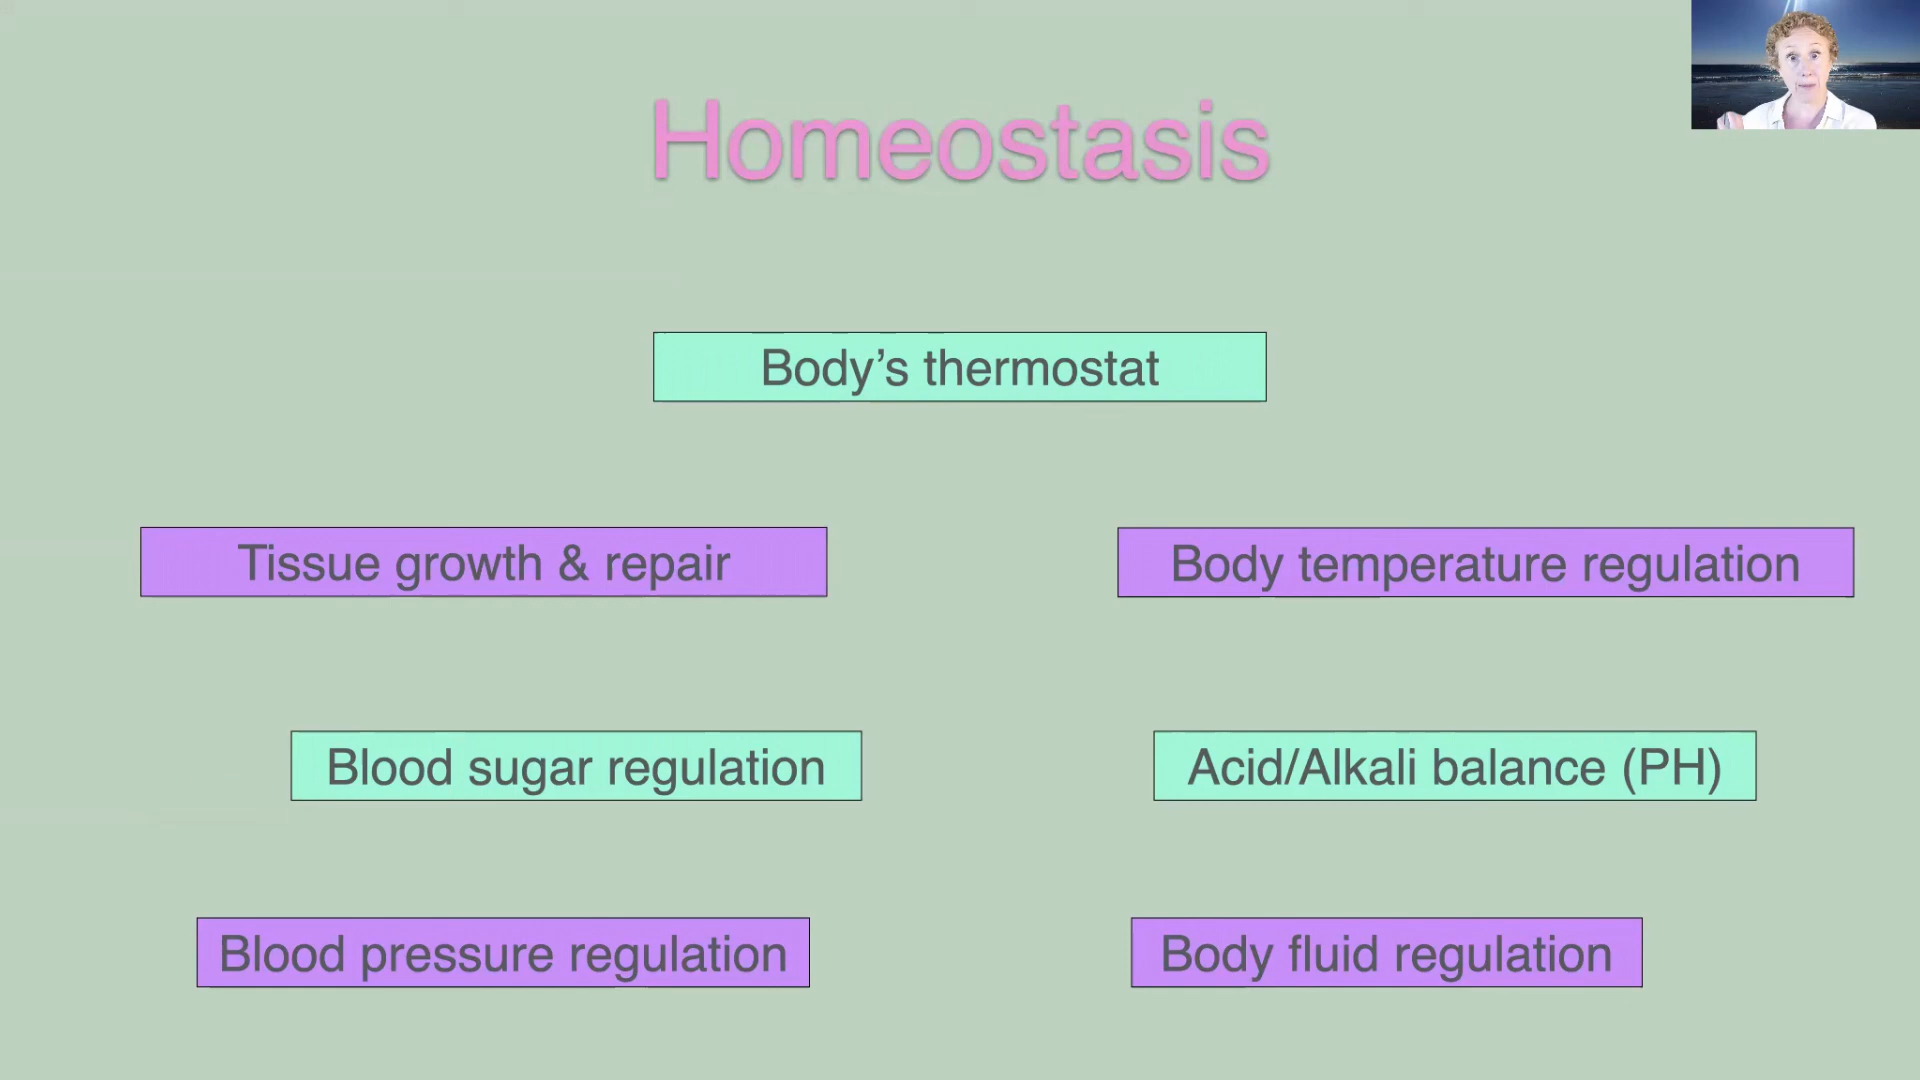 Homeostasis
Body’s thermostat
Tissue growth & repair
Body temperature regulation
Blood sugar regulation
Acid/Alkali balance (PH)
Blood pressure regulation
Body fluid regulation